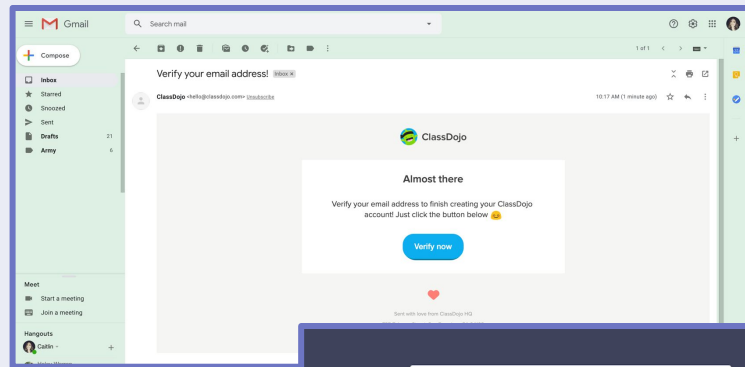 Gmail
Search mail
Compose
1 of 1
Inbox
Starred
Snoozed
Sent
Drafts 21
Army 6
Verify your email address! Inbox x
ClassDojo <hello@classdojo.com> Unsubscribe
10:17 AM (1 minute ago)
ClassDojo
Almost there
Verify your email address to finish creating your ClassDojo
account! Just click the button below
Verify now
Sent with love from ClassDojo HQ
Meet
Start a meeting
Join a meeting
Hangouts
Caitlin